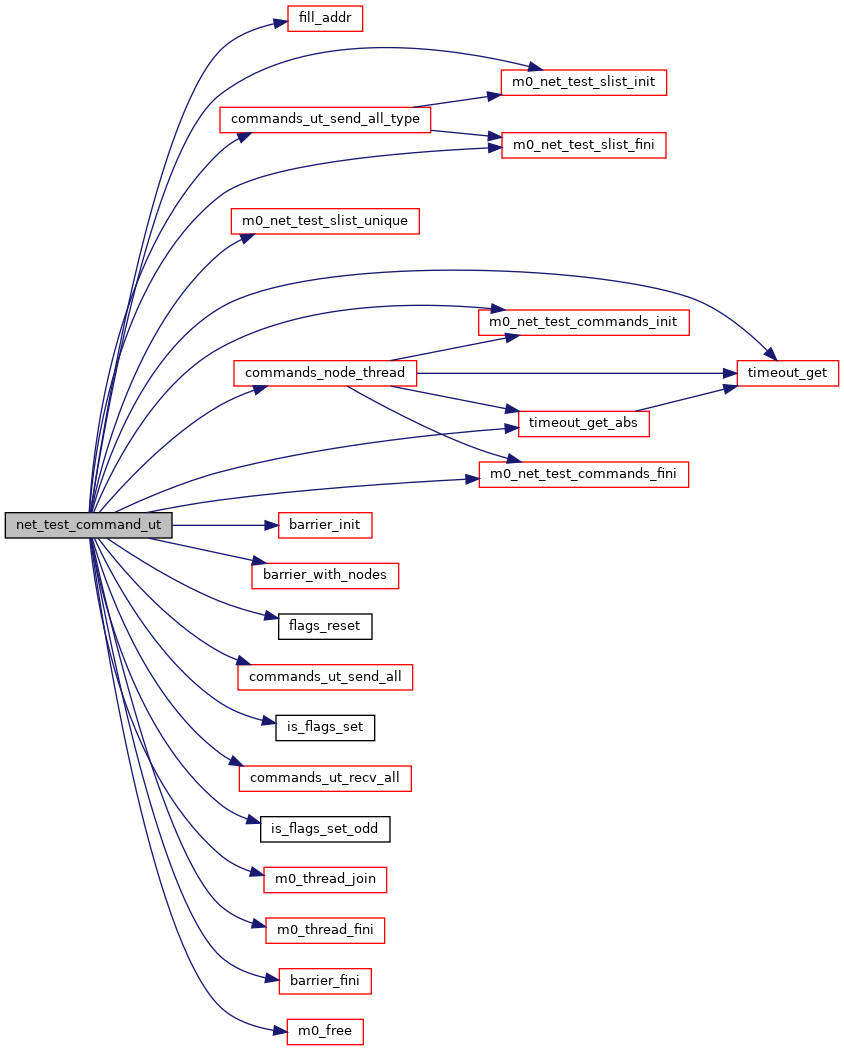 fill_addr
m0_net_test_slist_init
commands_ut_send_all_type
m0_net_test_slist_fini
m0_net_test_slist_unique
m0_net_test_commands_init
commands_node_thread
timeout_get
timeout_get_abs
m0_net_test_commands_fini
net_test_command_ut
barrier_init
barrier_with_nodes
flags_reset
commands_ut_send_all
is_flags_set
commands_ut_recv_all
is_flags_set_odd
m0_thread_join
m0_thread_fini
barrier_fini
m0_free